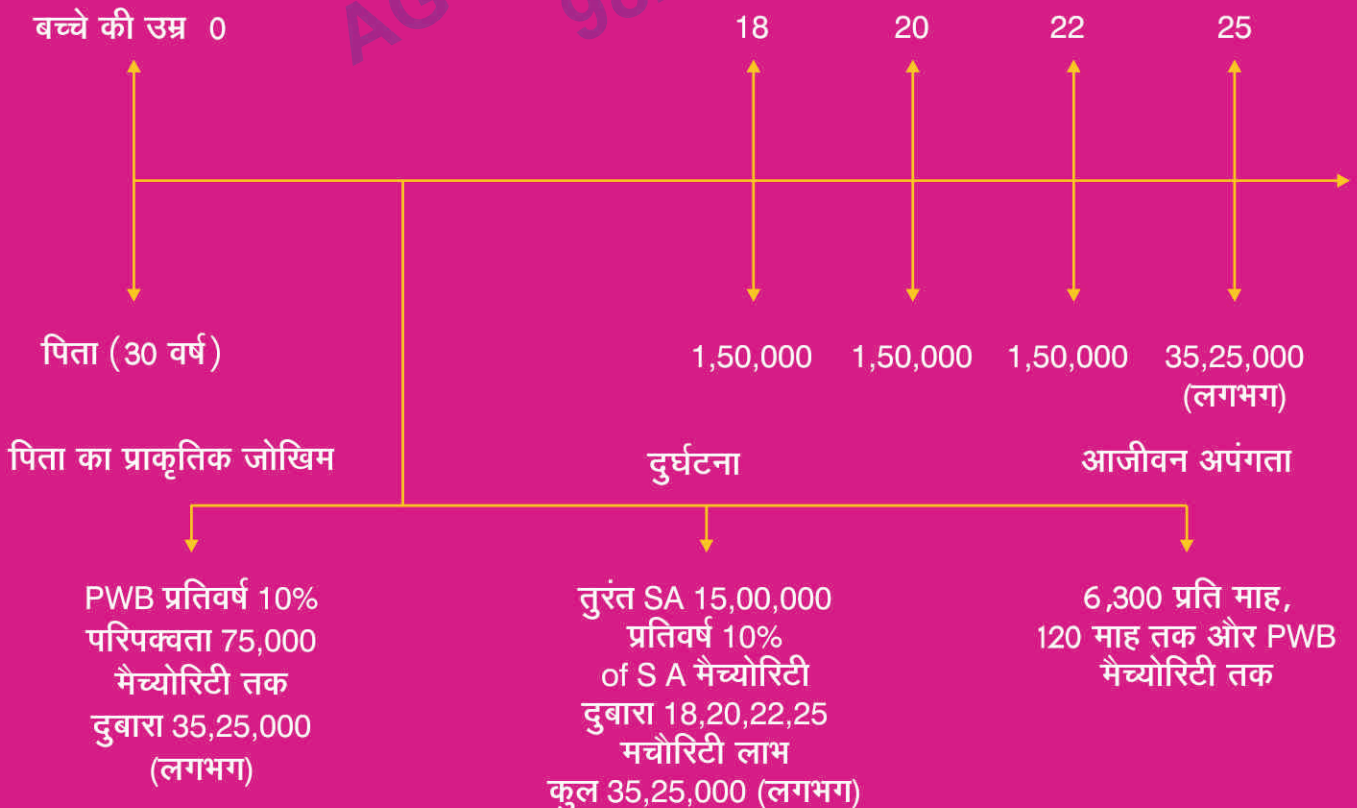 बच्चे की उम्र 0 18 20 22 25
पिता (30 वर्ष) 1,50,000 1,50,000 1,50,000 35,25,000
(लगभग)
पिता का प्राकृतिक जोखिम दुर्घटना आजीवन अपंगता
PWB प्रतिवर्ष 10%
परिपक्वता 75,000
मैच्योरिटी तक
दुबारा 35,25,000
(लगभग)
तुरंत SA 15,00,000
प्रतिवर्ष 10%
of S A मैच्योरिटी
दुबारा 18,20,22,25
मचौरिटी लाभ
कुल 35,25,000 (लगभग)
6,300 प्रति माह,
120 माह तक और PWB
मैच्योरिटी तक